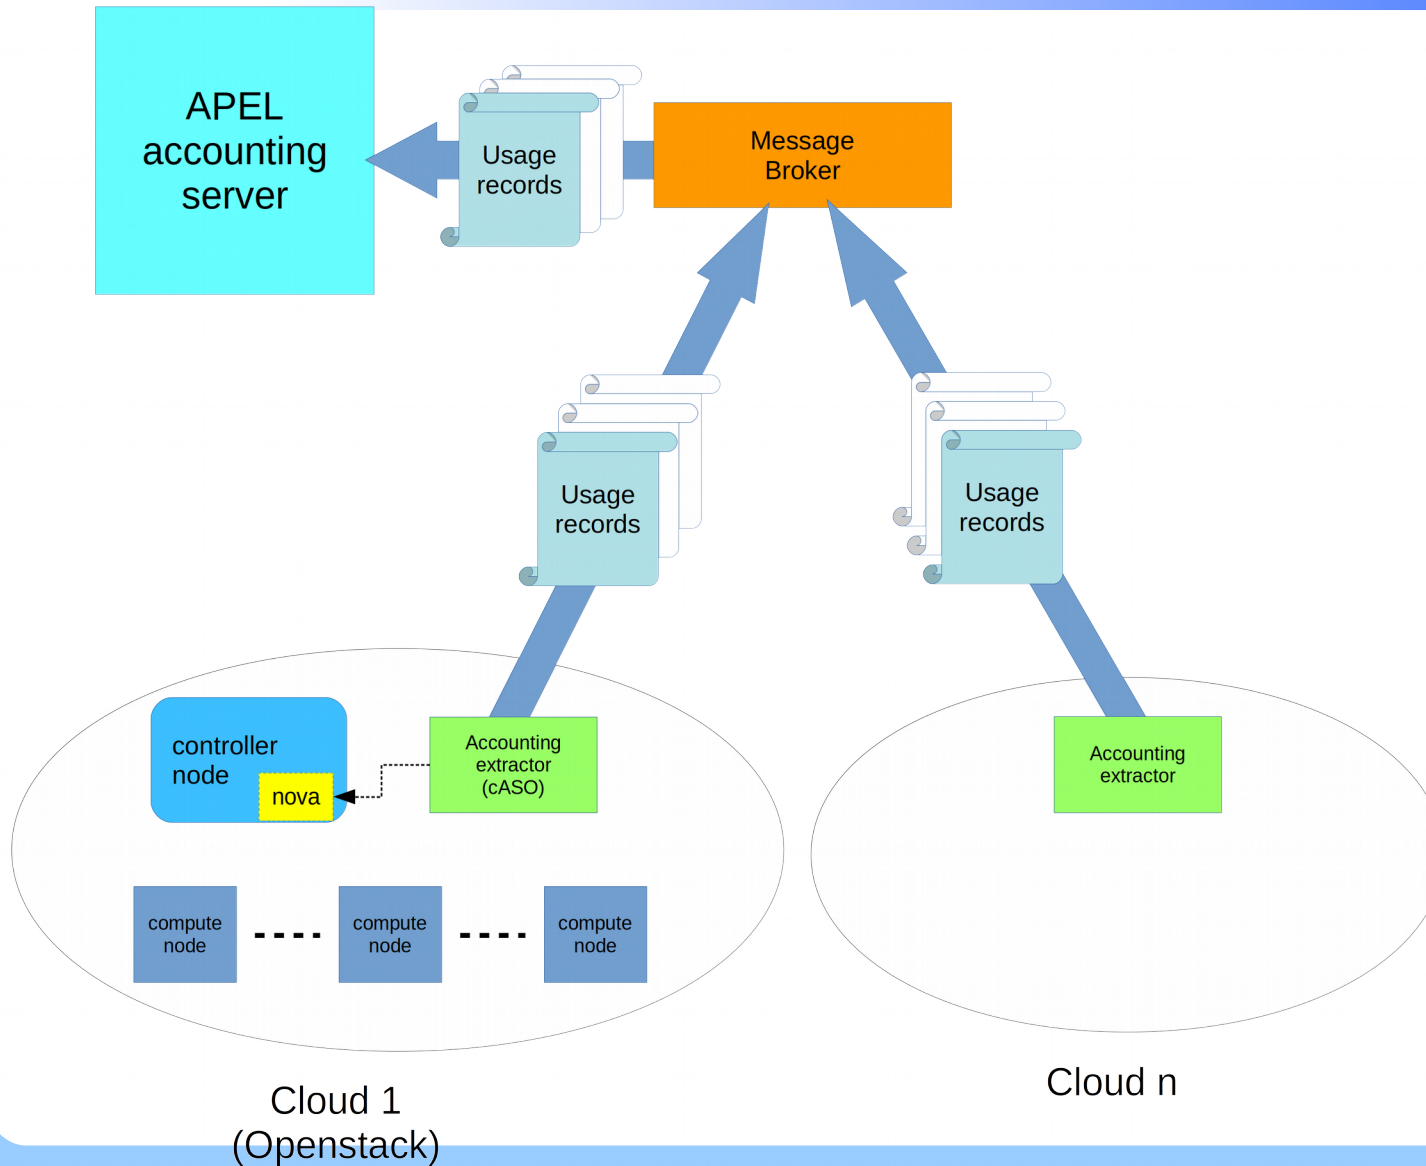 APEL
accounting
server
Usage
records
Message
Broker
Usage
records
Usage
records
controller
node
nova
Accounting
extractor
(cASO)
Accounting
extractor
compute
node
compute
node
compute
node
Cloud 1
(Openstack)
Cloud n